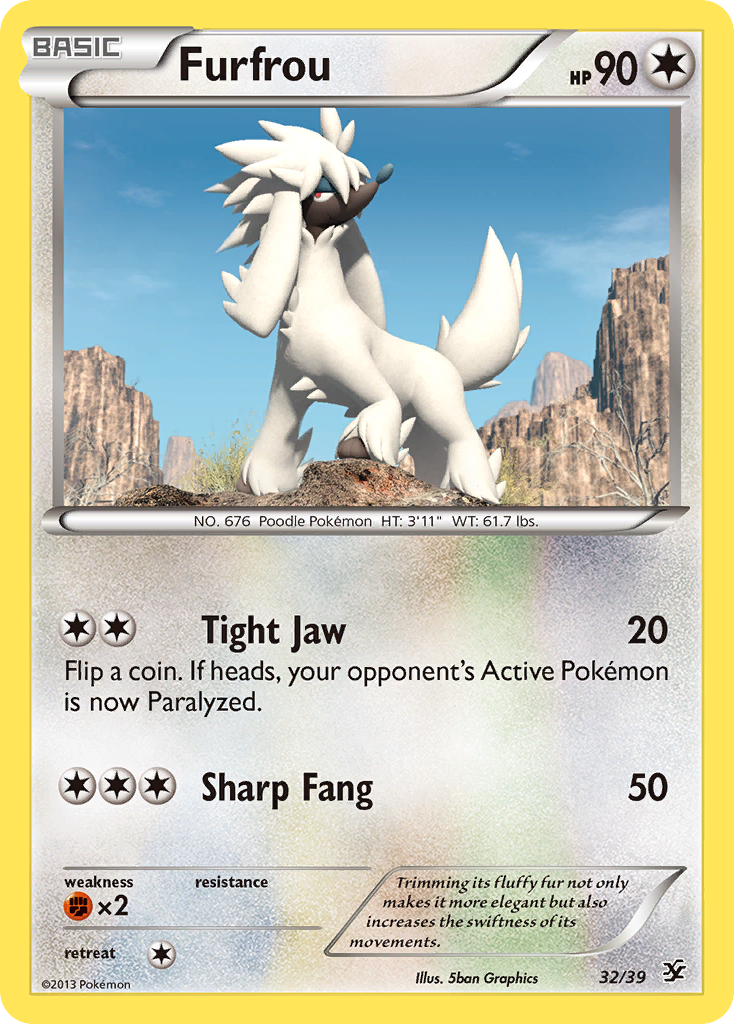 BASIC Furfrou HP 90
NO. 676 Poodle Pokémon HT: 3'11" WT: 61.7 lbs.
Tight Jaw 20
Flip a coin. If heads, your opponent's Active Pokémon
is now Paralyzed.
Sharp Fang 50
weakness resistance
×2
retreat
Trimming its fluffy fur not only
makes it more elegant but also
increases the swiftness of its
movements.
©2013 Pokémon
Illus. 5ban Graphics 32/39